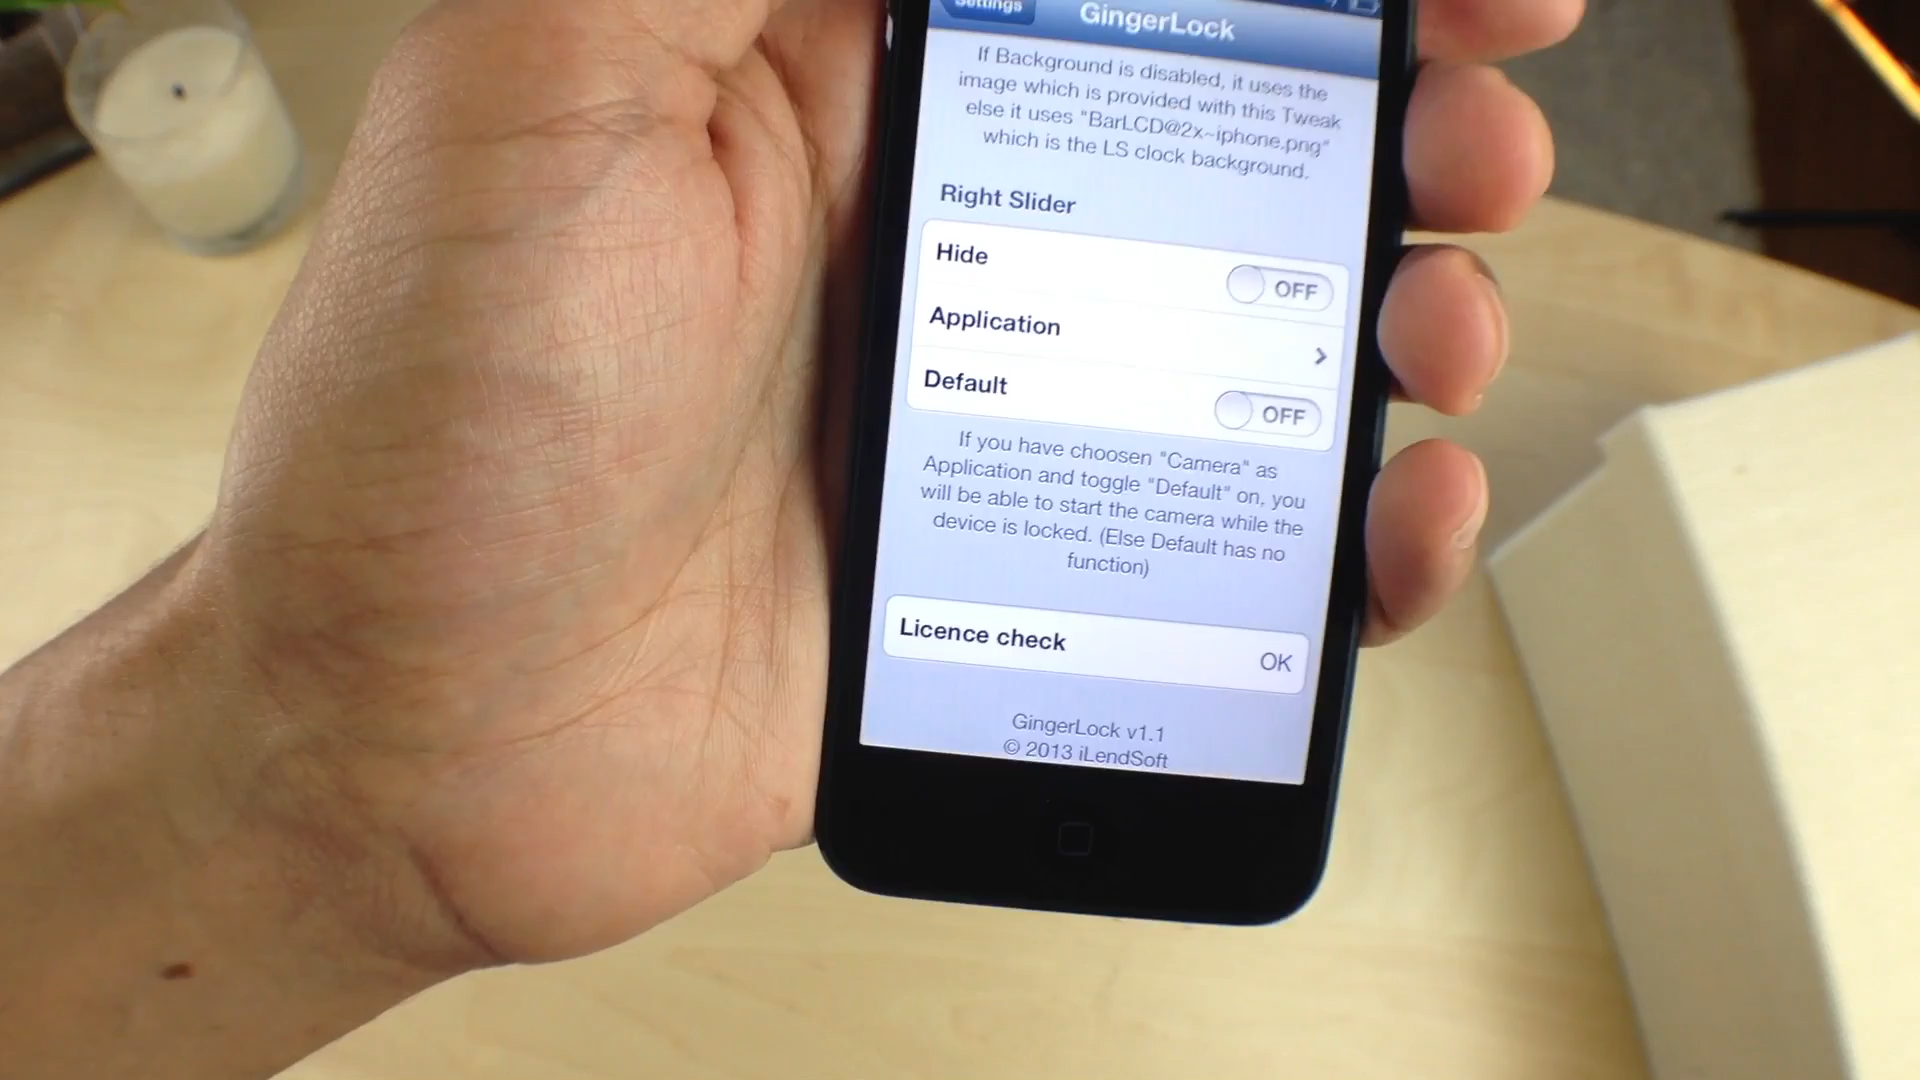 Settings
GingerLock
If Background is disabled, it uses the
image which is provided with this Tweak
else it uses "BarLCD@2x~iphone.png"
which is the LS clock background.
Right Slider
Hide
OFF
Application
Default
OFF
If you have choosen "Camera" as
Application and toggle "Default" on, you
will be able to start the camera while the
device is locked. (Else Default has no
function)
Licence check
OK
GingerLock v1.1
© 2013 iLendSoft